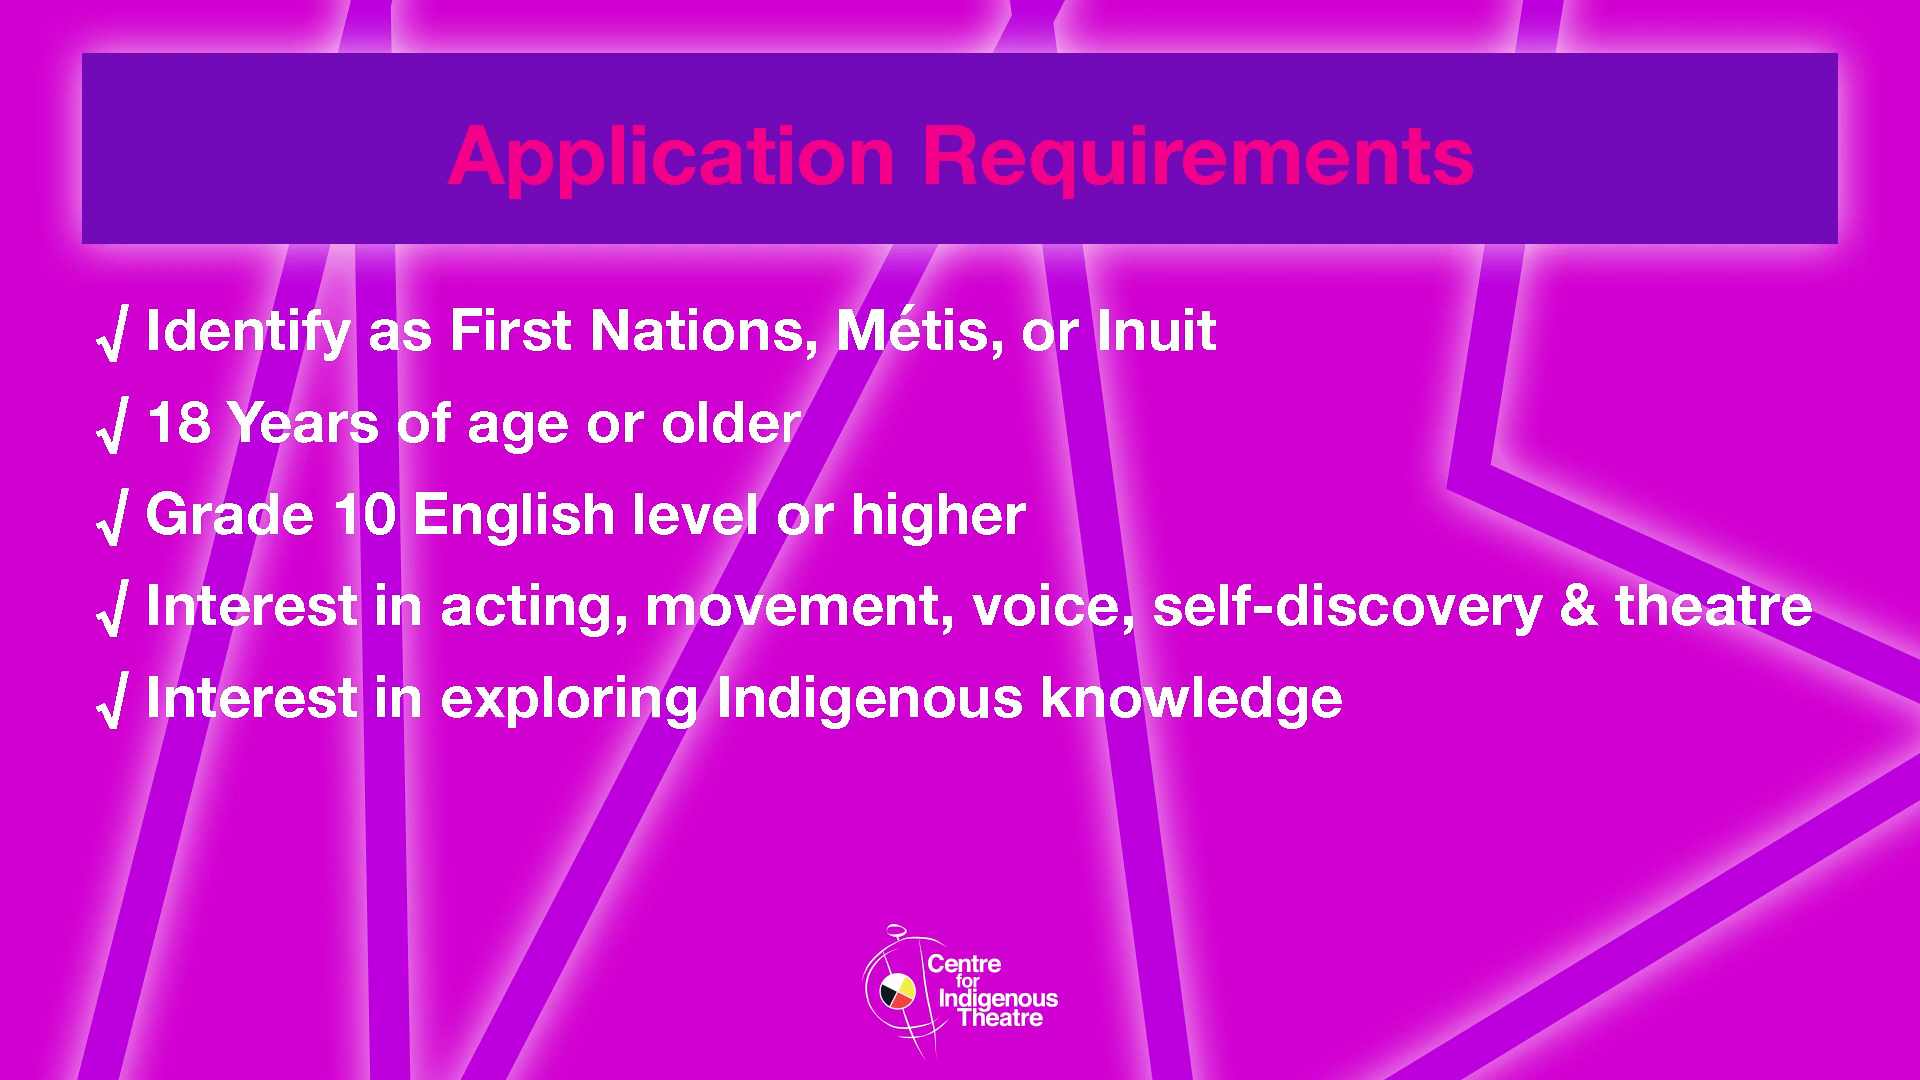 Application Requirements
√ Identify as First Nations, Métis, or Inuit
√ 18 Years of age or older
√ Grade 10 English level or higher
√ Interest in acting, movement, voice, self-discovery & theatre
√ Interest in exploring Indigenous knowledge
Centre
for
Indigenous
Theatre